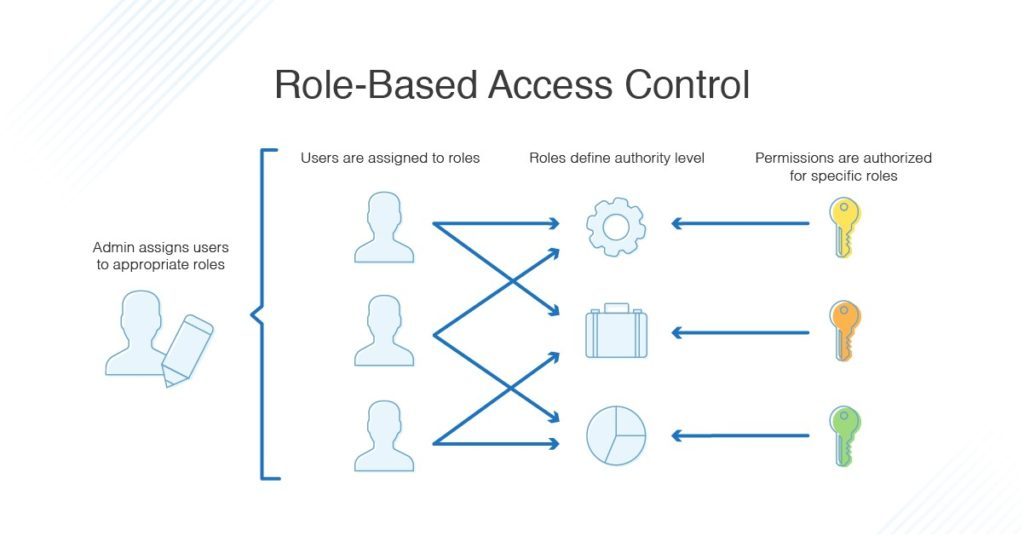 Role-Based Access Control
Users are assigned to roles
Roles define authority level
Permissions are authorized
for specific roles
Admin assigns users
to appropriate roles